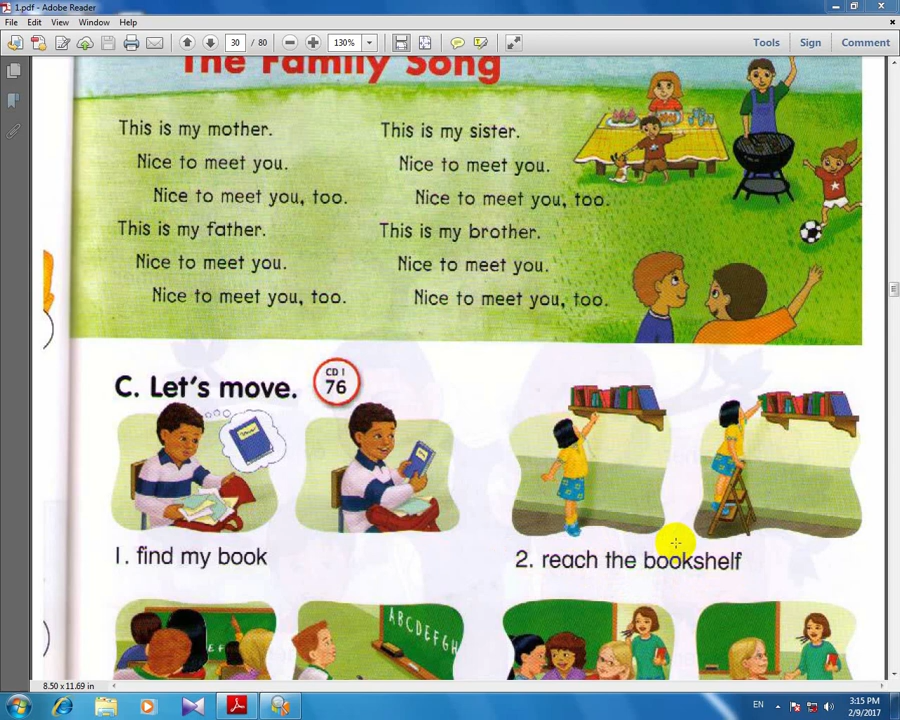 1.pdf - Adobe Reader
File Edit View Window Help
30 / 80 130% Tools Sign Comment
The Family Song
This is my mother.
Nice to meet you.
Nice to meet you, too.
This is my father.
Nice to meet you.
Nice to meet you, too.
This is my sister.
Nice to meet you.
Nice to meet you, too.
This is my brother.
Nice to meet you.
Nice to meet you, too.
C. Let's move.
CD 1
76
1. find my book
2. reach the bookshelf
ABCDEFGH
8.50 x 11.69 in
EN
3:15 PM
2/9/2017